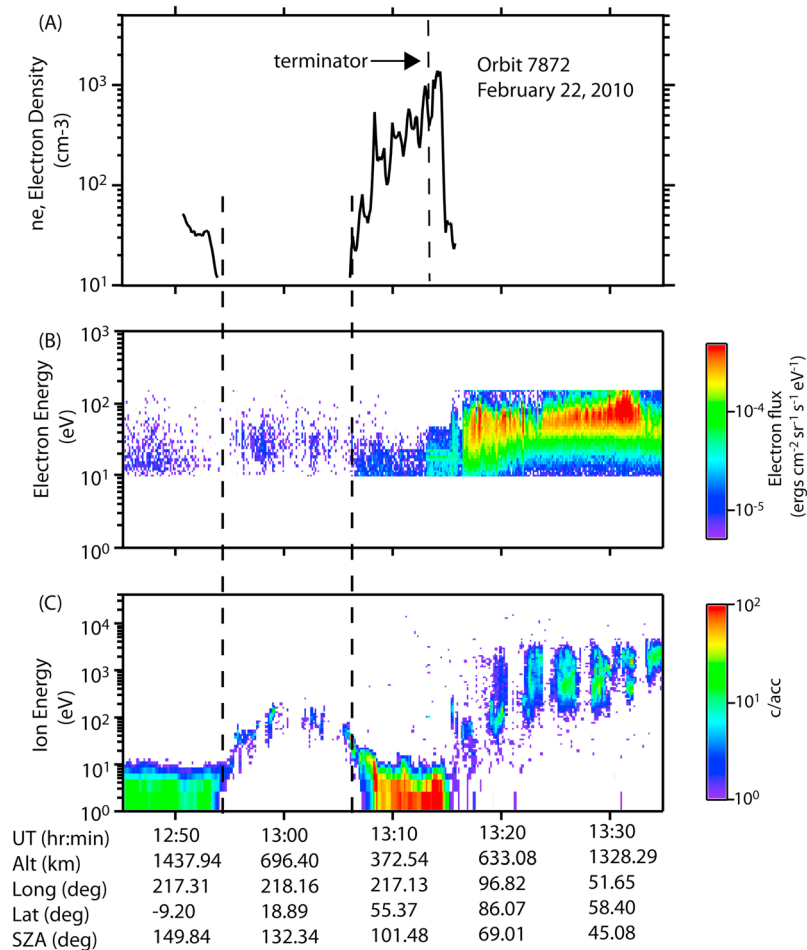 (A)
10³
10²
10¹
ne, Electron Density
(cm-3)
terminator
Orbit 7872
February 22, 2010
(B)
10³
10²
10¹
10⁰
Electron Energy
(eV)
10⁻⁴
10⁻⁵
Electron flux
(ergs cm⁻² sr¹ s¹ eV⁻¹)
(C)
10⁴
10³
10²
10¹
10⁰
Ion Energy
(eV)
10²
10¹
10⁰
c/acc
UT (hr:min) 12:50 13:00 13:10 13:20 13:30
Alt (km) 1437.94 696.40 372.54 633.08 1328.29
Long (deg) 217.31 218.16 217.13 96.82 51.65
Lat (deg) -9.20 18.89 55.37 86.07 58.40
SZA (deg) 149.84 132.34 101.48 69.01 45.08